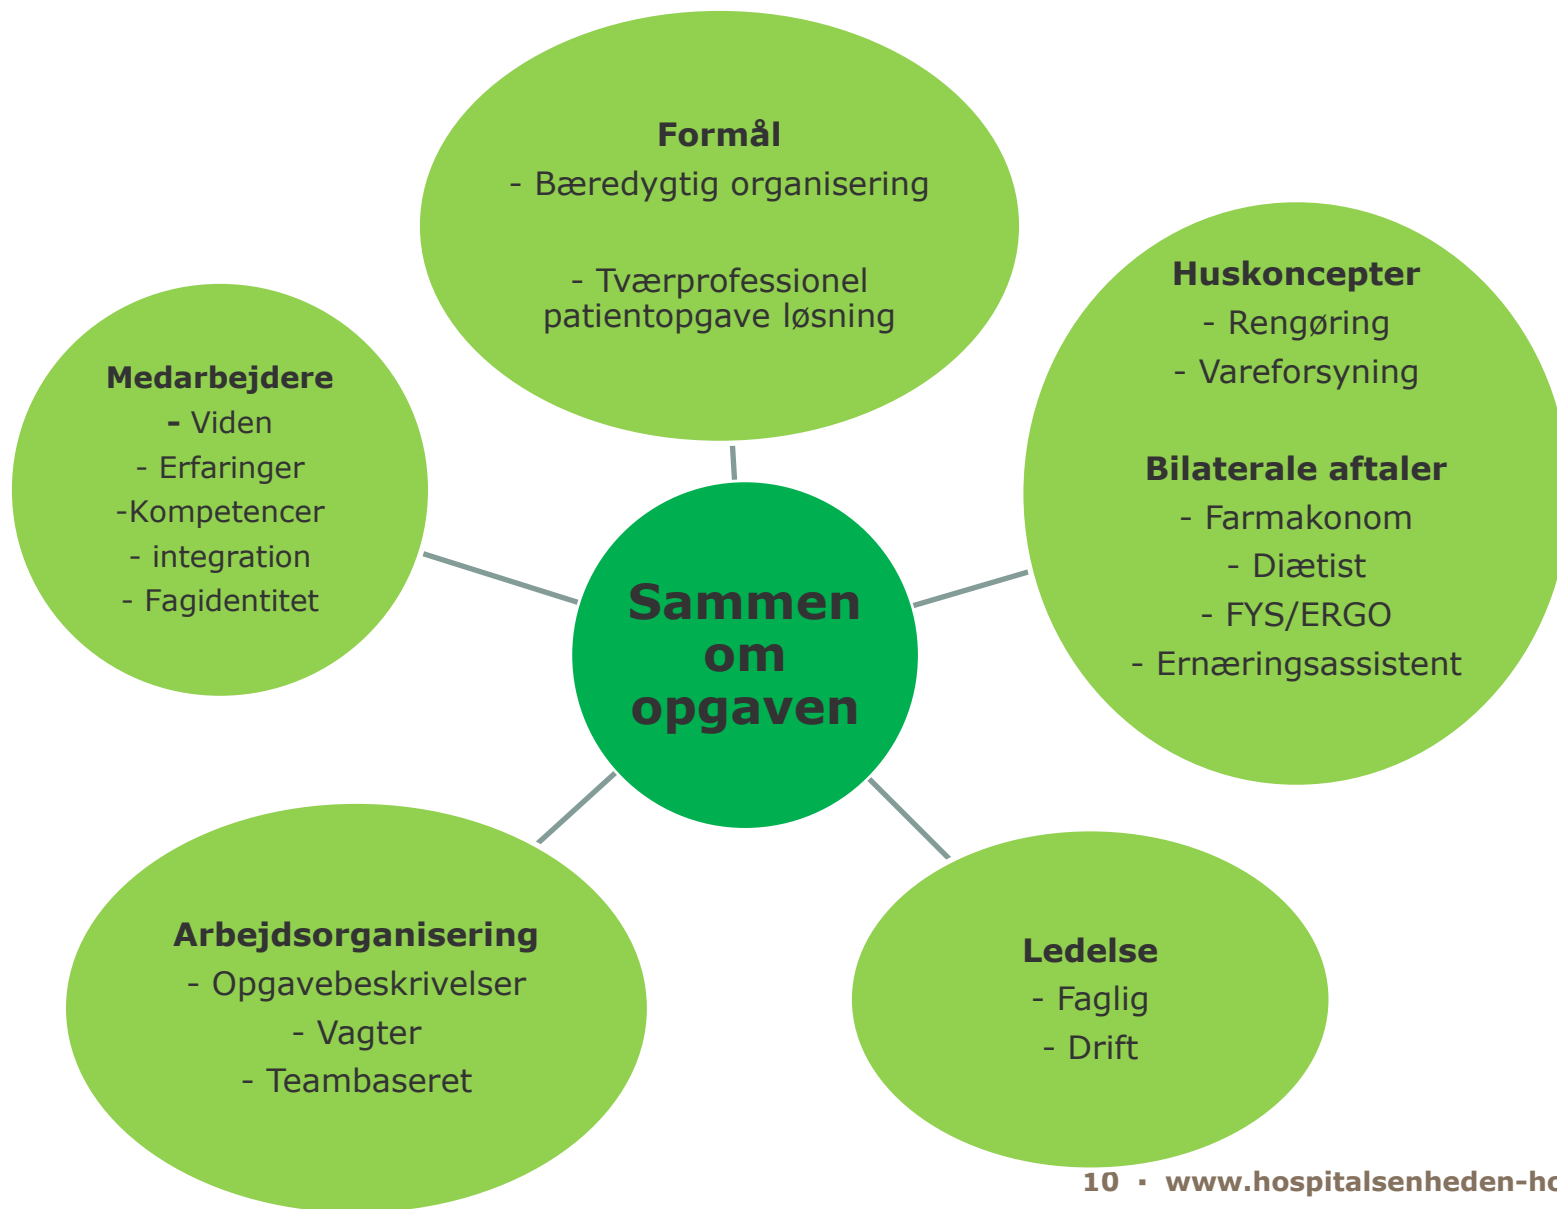 Formål
- Bæredygtig organisering
- Tværprofessionel
patientopgave løsning
Huskoncepter
- Rengøring
- Vareforsyning
Bilaterale aftaler
- Farmakonom
- Diætist
- FYS/ERGO
- Ernæringsassistent
Medarbejdere
- Viden
- Erfaringer
-Kompetencer
- integration
- Fagidentitet
Sammen
om
opgaven
Arbejdsorganisering
- Opgavebeskrivelser
- Vagter
- Teambaseret
Ledelse
- Faglig
- Drift
10 ▪ www.hospitalsenheden-ho